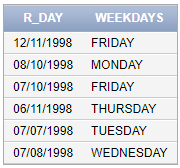 R_DAY WEEKDAYS
12/11/1998 FRIDAY
08/10/1998 MONDAY
07/10/1998 FRIDAY
06/11/1998 THURSDAY
07/07/1998 TUESDAY
07/08/1998 WEDNESDAY